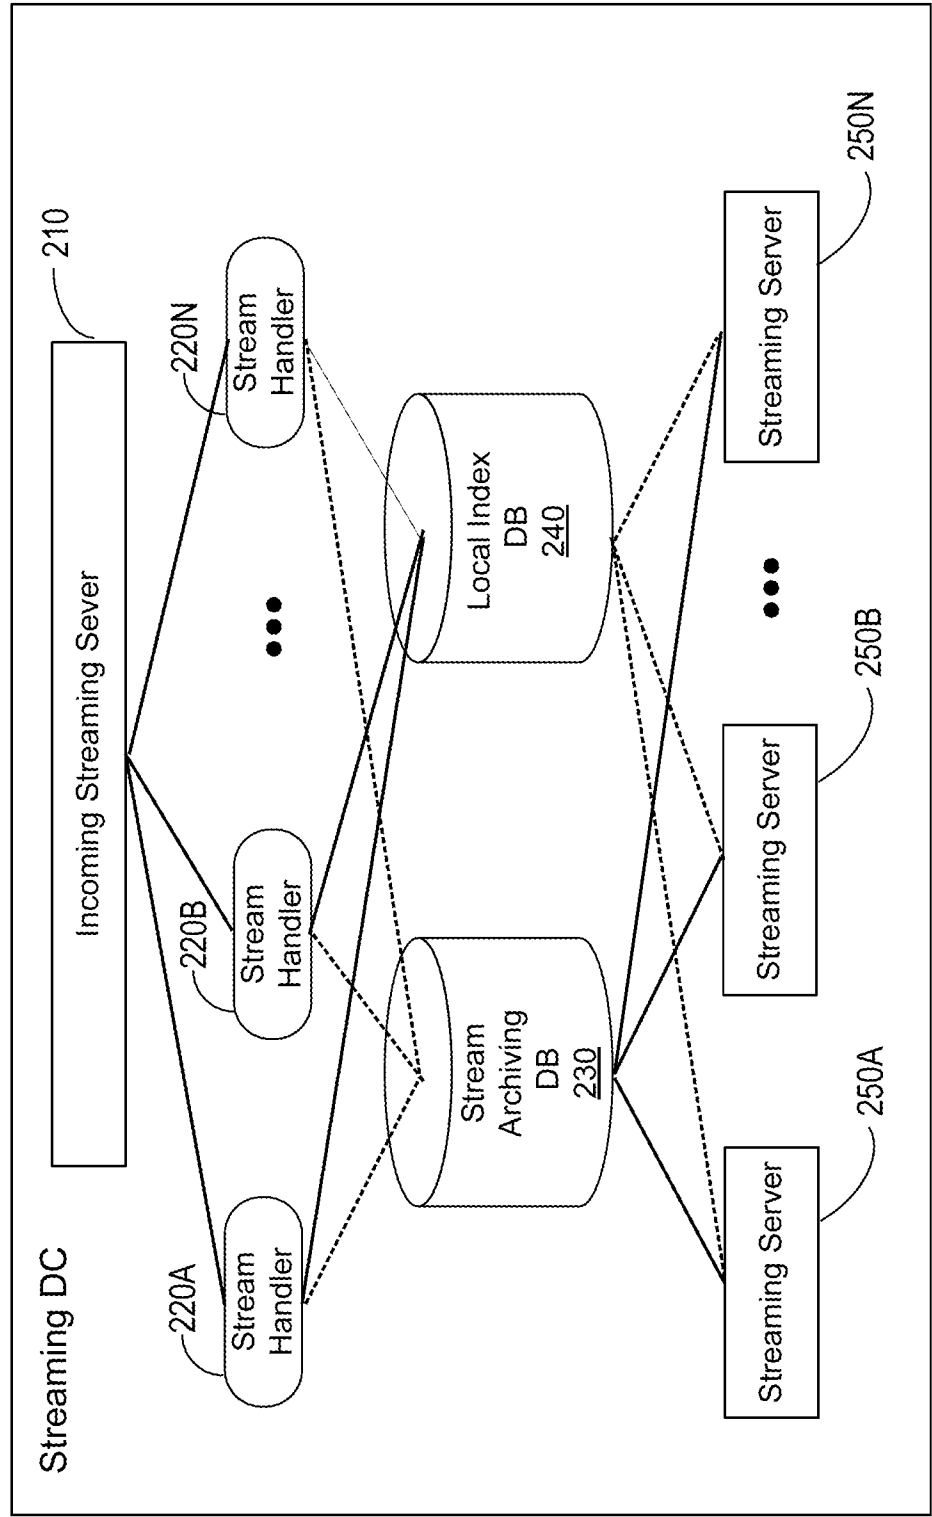 Streaming DC
210
Incoming Streaming Sever
220A
Stream
Handler
220B
Stream
Handler
220N
Stream
Handler
Stream
Archiving
DB
230
Local Index
DB
240
Streaming Server
250A
Streaming Server
250B
Streaming Server
250N